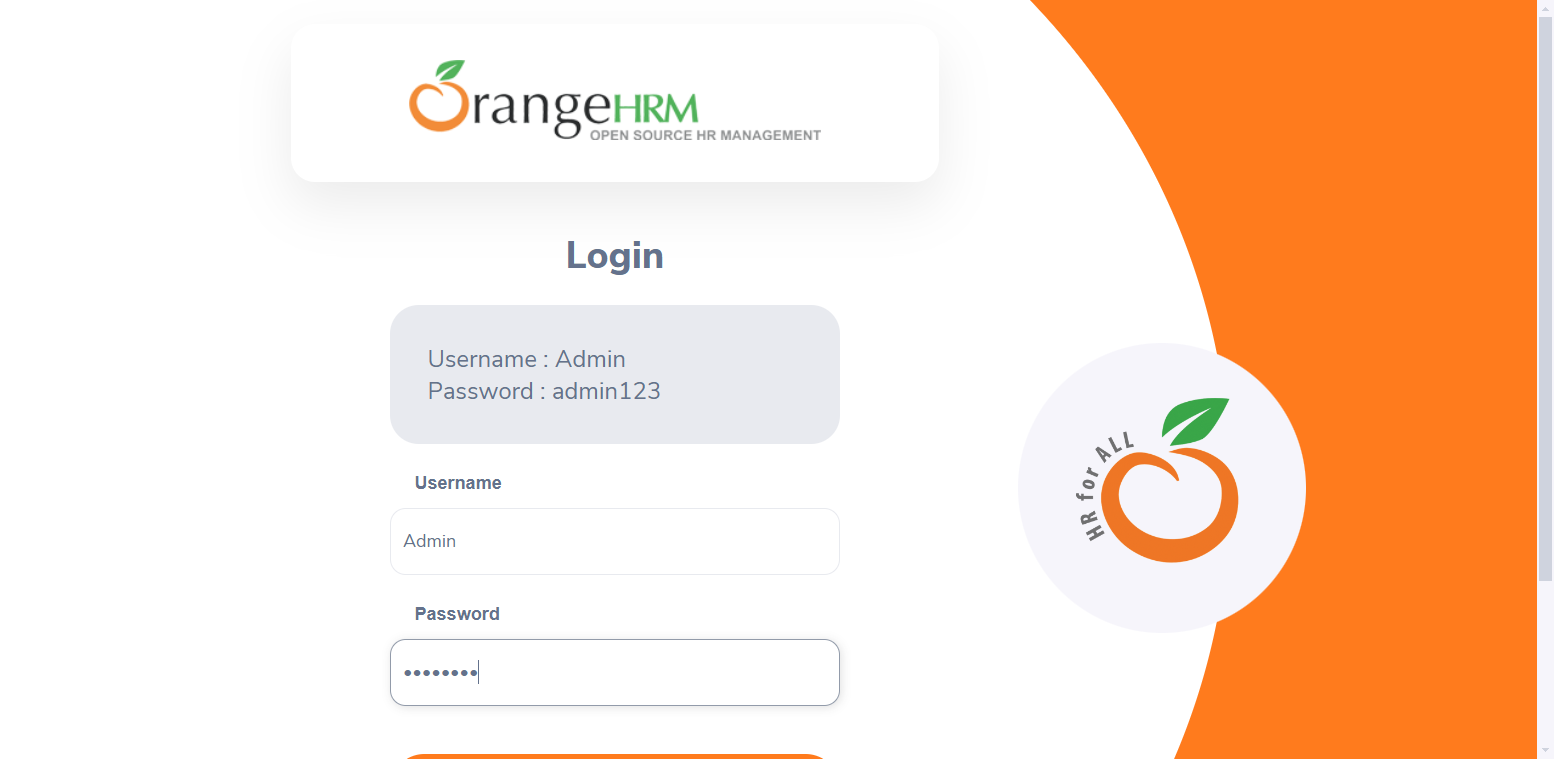 OrangeHRM
OPEN SOURCE HR MANAGEMENT
Login
Username : Admin
Password : admin123
Username
Admin
Password
••••••••
HR for ALL